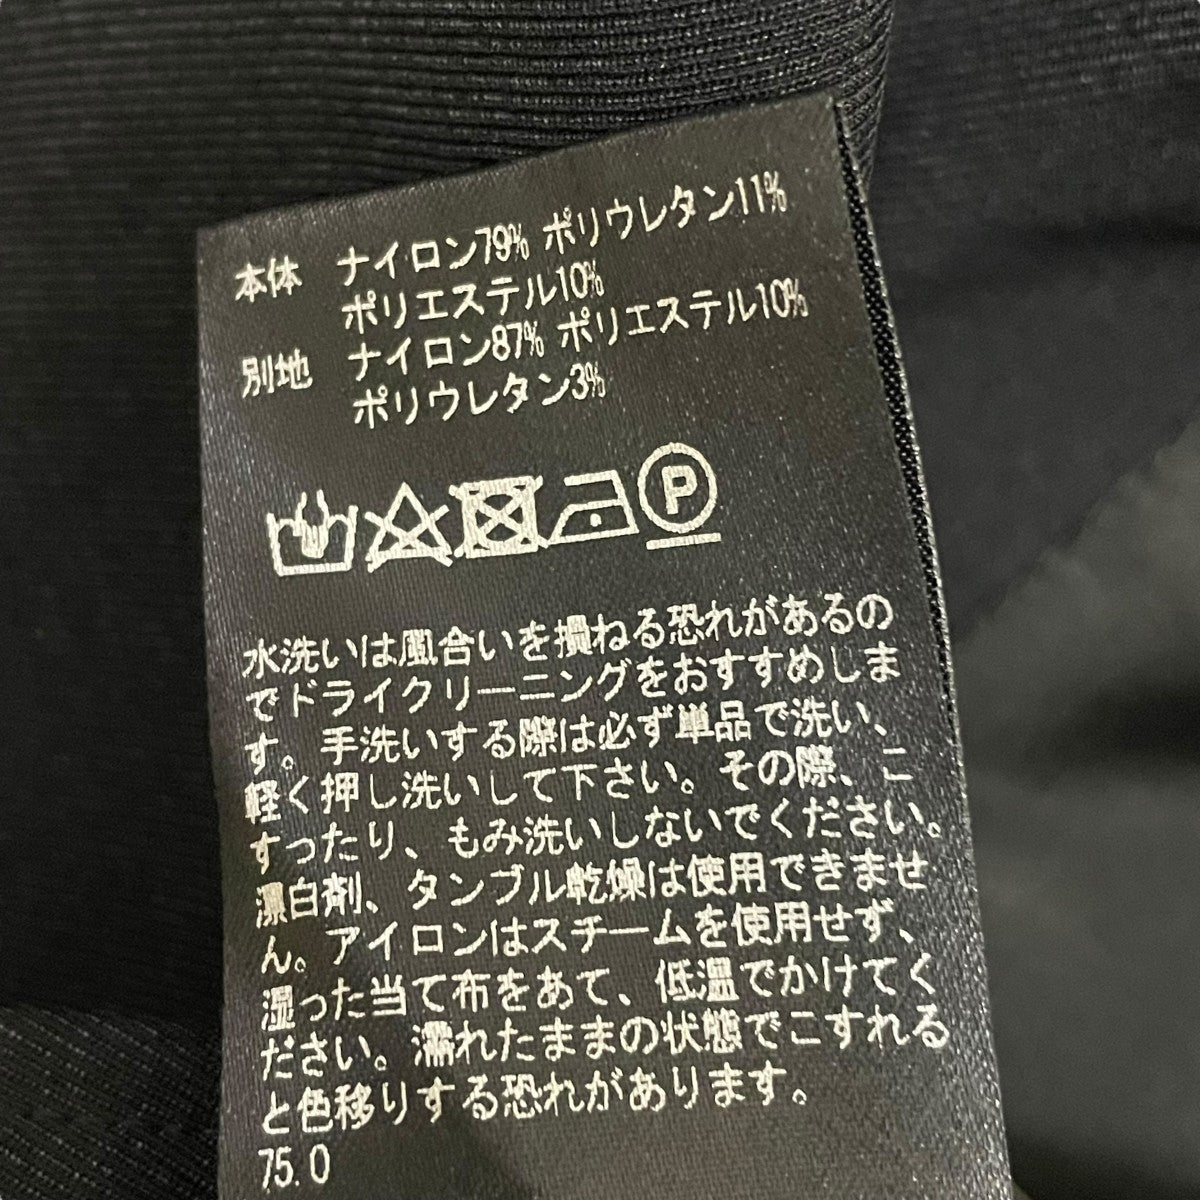 本体 ナイロン79% ポリウレタン11%
ポリエステル10%
別地 ナイロン87% ポリエステル10%
ポリウレタン3%
P
水洗いは風合いを損ねる恐れがあるの
でドライクリーニングをおすすめしま
す。手洗いする際は必ず単品で洗い、
軽く押し洗いして下さい。その際、こ
すったり、もみ洗いしないでください。
漂白剤、タンブル乾燥は使用できませ
ん。アイロンはスチームを使用せず、
湿った当て布をあて、低温でかけてく
ださい。濡れたままの状態でこすれる
と色移りする恐れがあります。
75.0